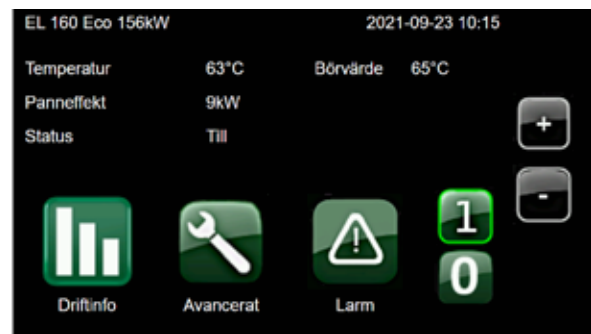 EL 160 Eco 156kW 2021-09-23 10:15
Temperatur 63°C Börvärde 65°C
Panneffekt 9kW
Status Till
+
-
1
0
Driftinfo Avancerat Larm